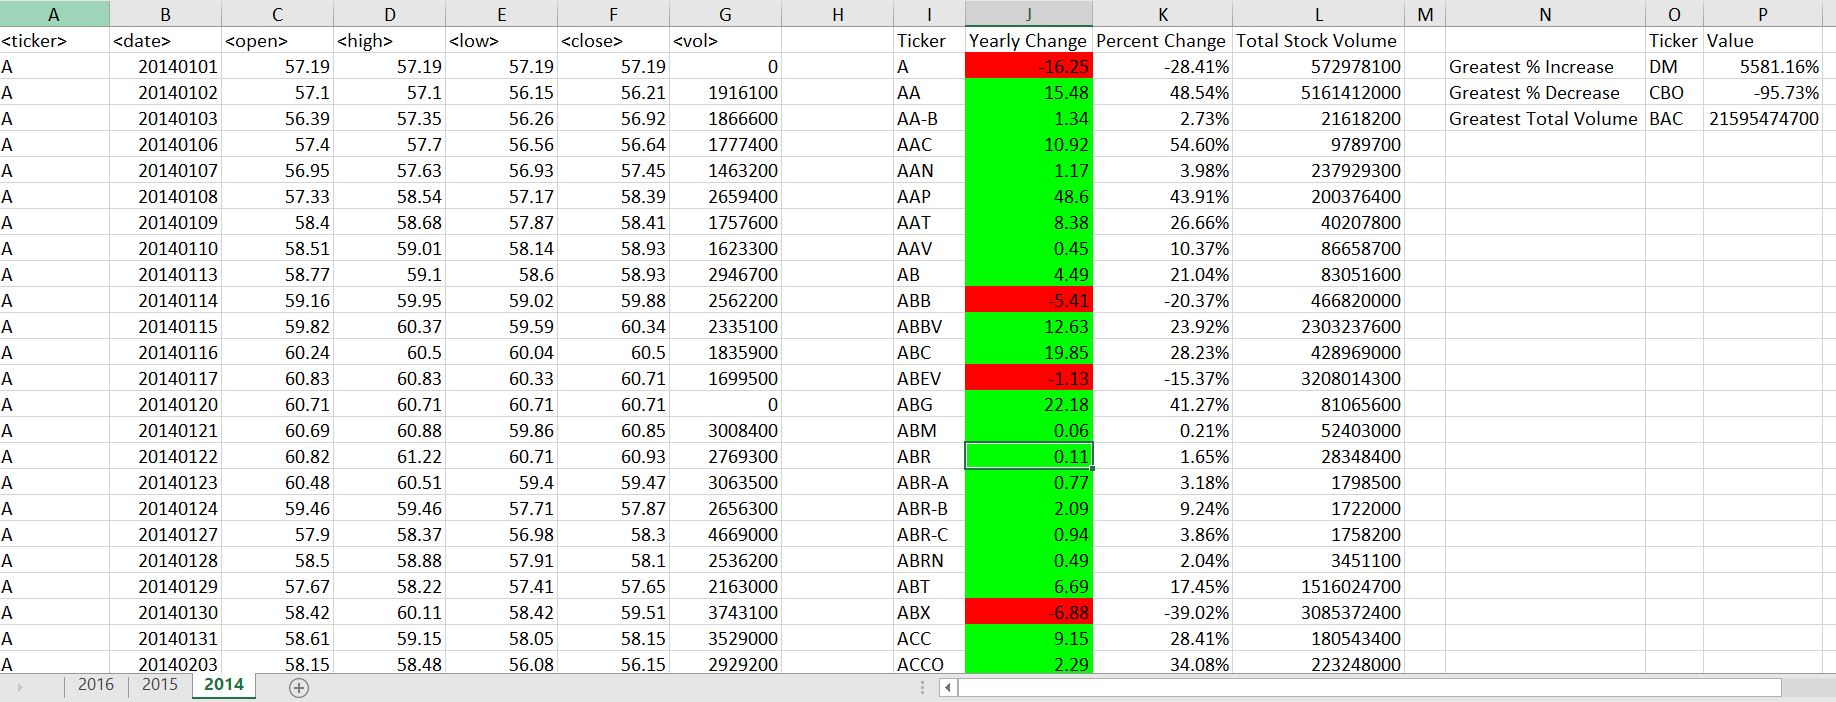 A B C D E F G H I J K L M N O P
<ticker> <date> <open> <high> <low> <close> <vol> Ticker Yearly Change Percent Change Total Stock Volume Ticker Value
A 20140101 57.19 57.19 57.19 57.19 0 A -16.25 -28.41% 572978100 Greatest % Increase DM 5581.16%
A 20140102 57.1 57.1 56.15 56.21 1916100 AA 15.48 48.54% 5161412000 Greatest % Decrease CBO -95.73%
A 20140103 56.39 57.35 56.26 56.92 1866600 AA-B 1.34 2.73% 21618200 Greatest Total Volume BAC 21595474700
A 20140106 57.4 57.7 56.56 56.64 1777400 AAC 10.92 54.60% 9789700
A 20140107 56.95 57.63 56.93 57.45 1463200 AAN 1.17 3.98% 237929300
A 20140108 57.33 58.54 57.17 58.39 2659400 AAP 48.6 43.91% 200376400
A 20140109 58.4 58.68 57.87 58.41 1757600 AAT 8.38 26.66% 40207800
A 20140110 58.51 59.01 58.14 58.93 1623300 AAV 0.45 10.37% 86658700
A 20140113 58.77 59.1 58.6 58.93 2946700 AB 4.49 21.04% 83051600
A 20140114 59.16 59.95 59.02 59.88 2562200 ABB -5.41 -20.37% 466820000
A 20140115 59.82 60.37 59.59 60.34 2335100 ABBV 12.63 23.92% 2303237600
A 20140116 60.24 60.5 60.04 60.5 1835900 ABC 19.85 28.23% 428969000
A 20140117 60.83 60.83 60.33 60.71 1699500 ABEV -1.13 -15.37% 3208014300
A 20140120 60.71 60.71 60.71 60.71 0 ABG 22.18 41.27% 81065600
A 20140121 60.69 60.88 59.86 60.85 3008400 ABM 0.06 0.21% 52403000
A 20140122 60.82 61.22 60.71 60.93 2769300 ABR 0.11 1.65% 28348400
A 20140123 60.48 60.51 59.4 59.47 3063500 ABR-A 0.77 3.18% 1798500
A 20140124 59.46 59.46 57.71 57.87 2656300 ABR-B 2.09 9.24% 1722000
A 20140127 57.9 58.37 56.98 58.3 4669000 ABR-C 0.94 3.86% 1758200
A 20140128 58.5 58.88 57.91 58.1 2536200 ABRN 0.49 2.04% 3451100
A 20140129 57.67 58.22 57.41 57.65 2163000 ABT 6.69 17.45% 1516024700
A 20140130 58.42 60.11 58.42 59.51 3743100 ABX -6.88 -39.02% 3085372400
A 20140131 58.61 59.15 58.05 58.15 3529000 ACC 9.15 28.41% 180543400
A 20140203 58.15 58.48 56.08 56.15 2929200 ACCO 2.29 34.08% 223248000
2016 2015 2014